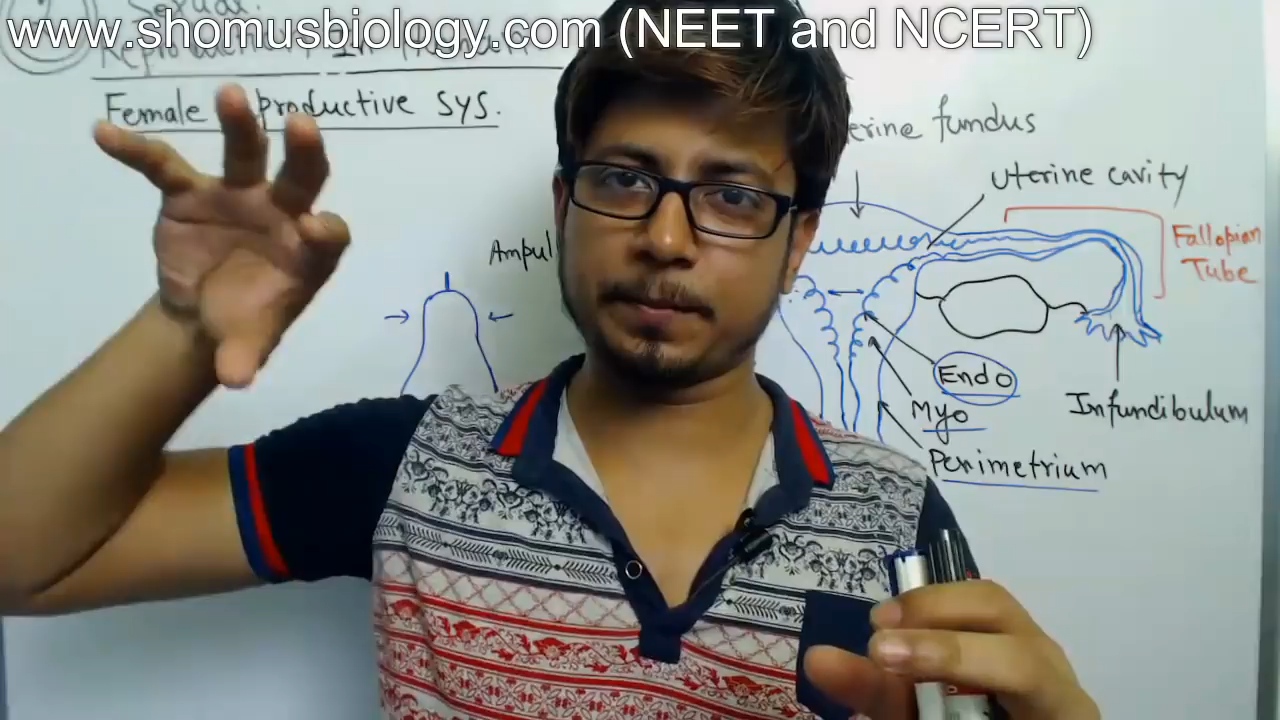 www.shomusbiology.com (NEET and NCERT)
Sexual
Female productive sys.
fundus
Uterine cavity
Fallopian
Tube
Ampul
Endo
Myo
Infundibulum
Perimetrium